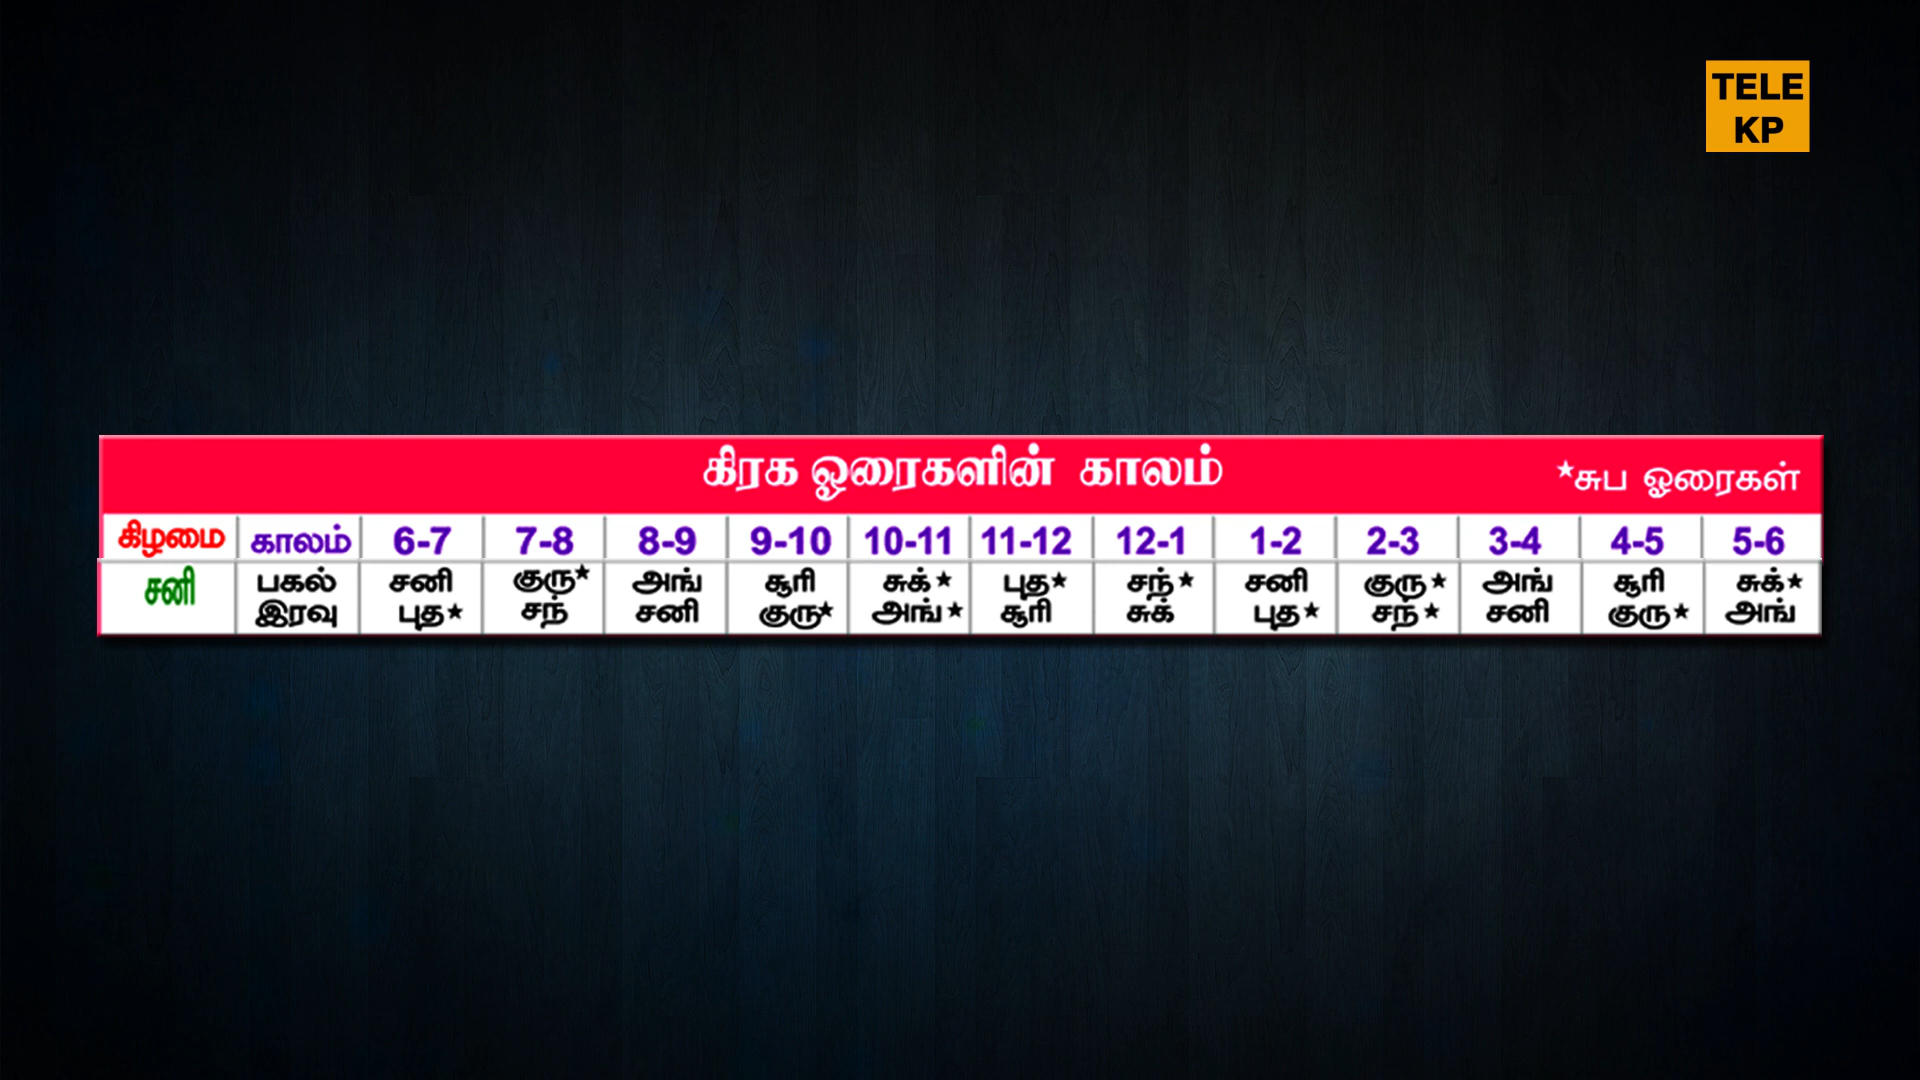 TELE
KP
கிரக ஓரைகளின் காலம் *சுப ஓரைகள்
கிழமை காலம் 6-7 7-8 8-9 9-10 10-11 11-12 12-1 1-2 2-3 3-4 4-5 5-6
சனி பகல் சனி குரு* அங் சூரி சுக்* புத* சந்* சனி குரு* அங் சூரி சுக்*
இரவு புத* சந் சனி குரு* அங்* சூரி சுக் புத* சந்* சனி குரு* அங்